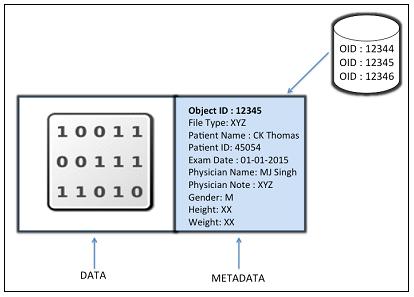 OID : 12344
OID : 12345
OID : 12346
1 0 0 1 1
0 0 1 1 1
1 1 0 1 0
Object ID : 12345
File Type: XYZ
Patient Name : CK Thomas
Patient ID: 45054
Exam Date : 01-01-2015
Physician Name: MJ Singh
Physician Note : XYZ
Gender: M
Height: XX
Weight: XX
DATA
METADATA